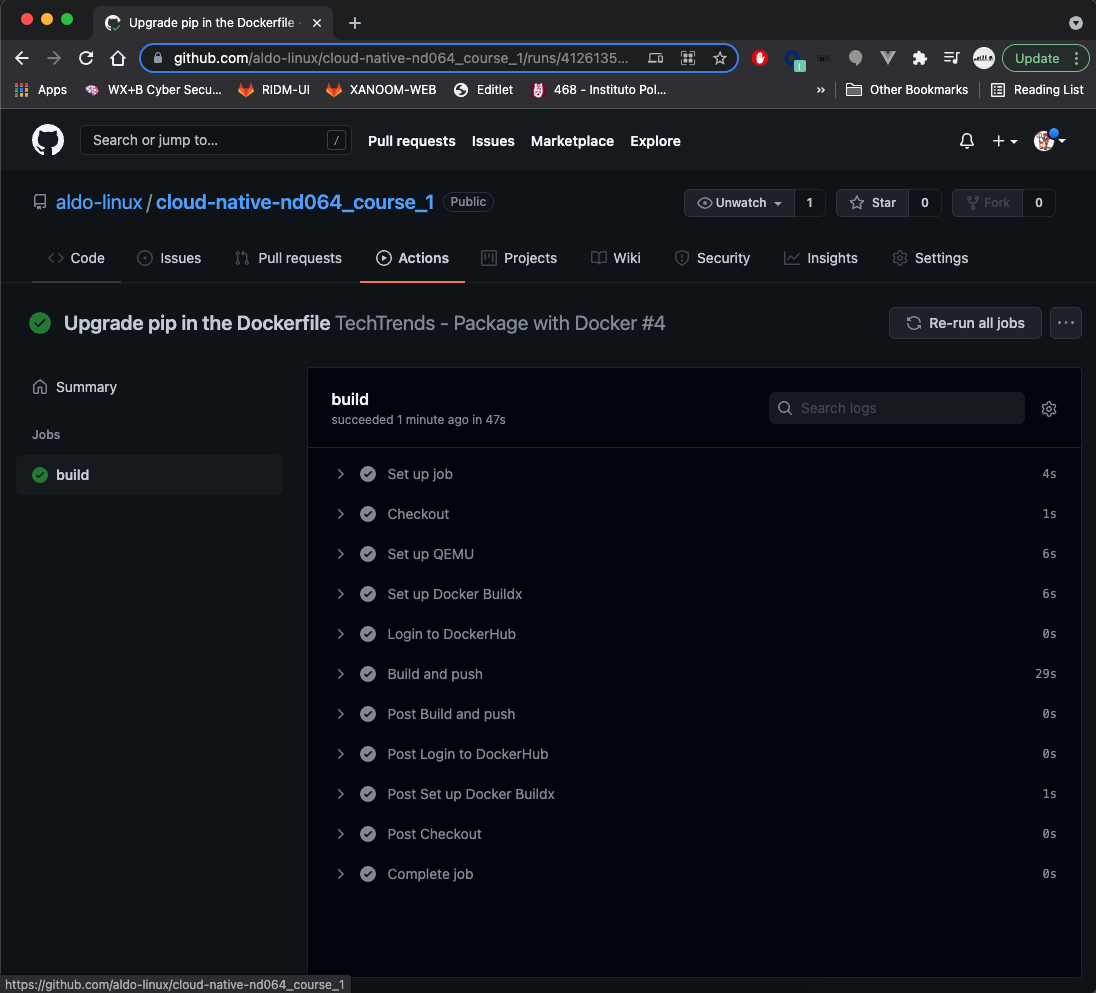 Upgrade pip in the Dockerfile
github.com/aldo-linux/cloud-native-nd064_course_1/runs/4126135...
Update
Apps
WX+B Cyber Secu...
RIDM-UI
XANOOM-WEB
Editlet
468 - Instituto Pol...
»
Other Bookmarks
Reading List
Search or jump to...
/
Pull requests
Issues
Marketplace
Explore
aldo-linux / cloud-native-nd064_course_1
Public
Unwatch
1
Star
0
Fork
0
Code
Issues
Pull requests
Actions
Projects
Wiki
Security
Insights
Settings
Upgrade pip in the Dockerfile TechTrends - Package with Docker #4
Re-run all jobs
Summary
Jobs
build
build
succeeded 1 minute ago in 47s
Search logs
Set up job 4s
Checkout 1s
Set up QEMU 6s
Set up Docker Buildx 6s
Login to DockerHub 0s
Build and push 29s
Post Build and push 0s
Post Login to DockerHub 0s
Post Set up Docker Buildx 1s
Post Checkout 0s
Complete job 0s
https://github.com/aldo-linux/cloud-native-nd064_course_1